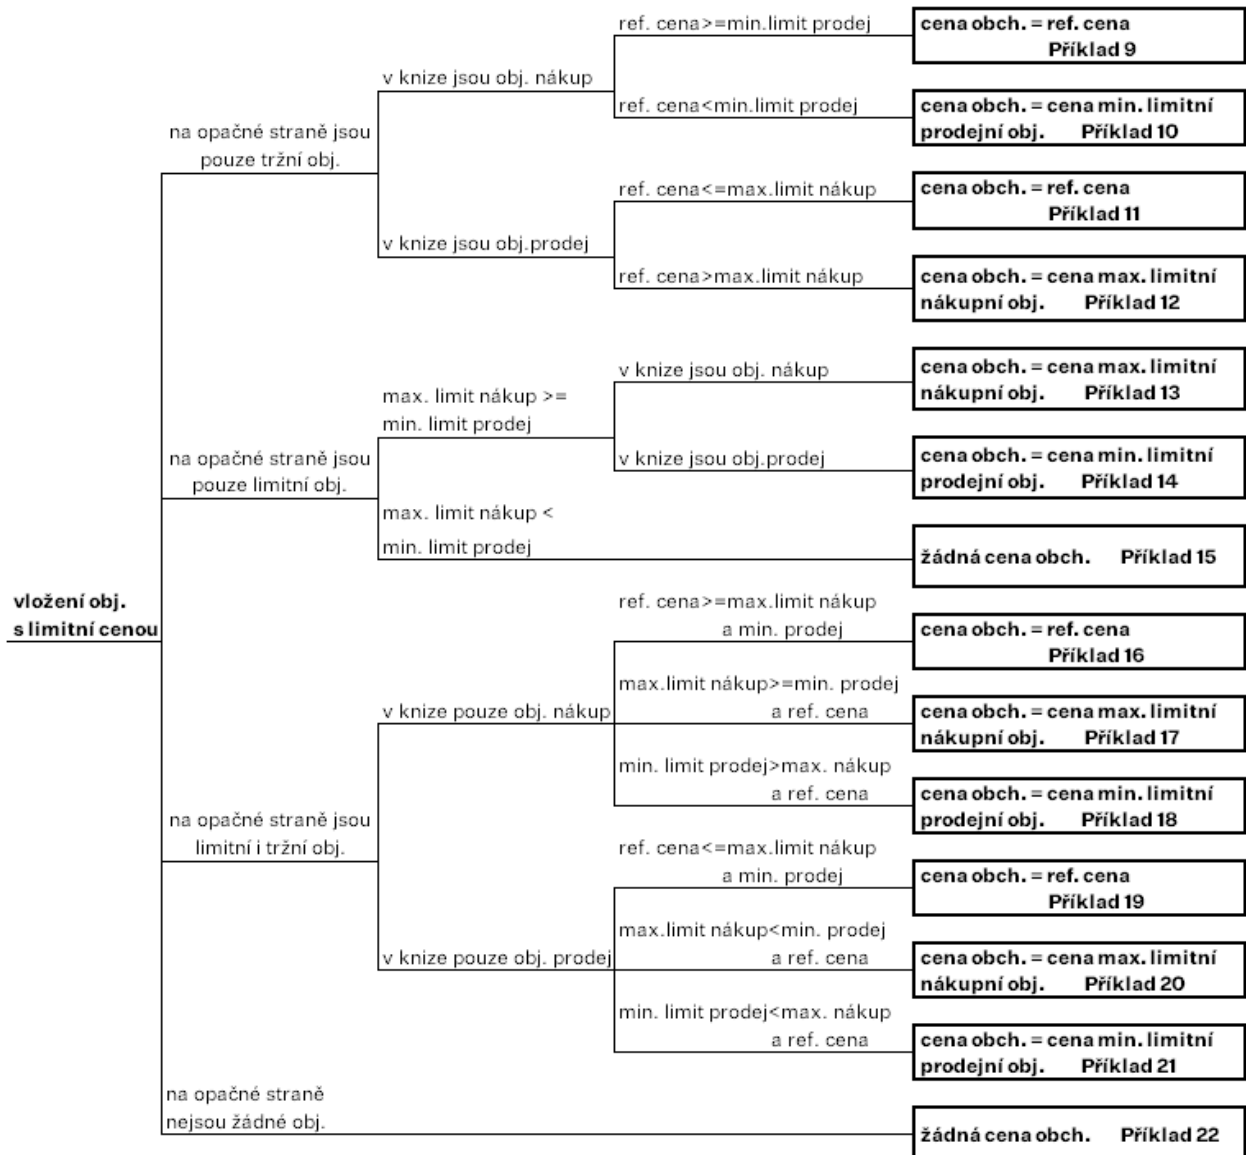 ref. cena>=min.limit prodej
cena obch. = ref. cena
Příklad 9
v knize jsou obj. nákup
ref. cena<min.limit prodej
cena obch. = cena min. limitní
prodejní obj. Příklad 10
na opačné straně jsou
pouze tržní obj.
ref. cena<=max.limit nákup
cena obch. = ref. cena
Příklad 11
v knize jsou obj.prodej
ref. cena>max.limit nákup
cena obch. = cena max. limitní
nákupní obj. Příklad 12
v knize jsou obj. nákup
cena obch. = cena max. limitní
nákupní obj. Příklad 13
max. limit nákup >=
min. limit prodej
na opačné straně jsou
pouze limitní obj.
v knize jsou obj.prodej
cena obch. = cena min. limitní
prodejní obj. Příklad 14
max. limit nákup <
min. limit prodej
žádná cena obch. Příklad 15
vložení obj.
s limitní cenou
ref. cena>=max.limit nákup
a min. prodej
cena obch. = ref. cena
Příklad 16
v knize pouze obj. nákup
max.limit nákup>=min. prodej
a ref. cena
cena obch. = cena max. limitní
nákupní obj. Příklad 17
min. limit prodej>max. nákup
a ref. cena
cena obch. = cena min. limitní
prodejní obj. Příklad 18
na opačné straně jsou
limitní i tržní obj.
ref. cena<=max.limit nákup
a min. prodej
cena obch. = ref. cena
Příklad 19
v knize pouze obj. prodej
max.limit nákup<min. prodej
a ref. cena
cena obch. = cena max. limitní
nákupní obj. Příklad 20
min. limit prodej<max. nákup
a ref. cena
cena obch. = cena min. limitní
prodejní obj. Příklad 21
na opačné straně
nejsou žádné obj.
žádná cena obch. Příklad 22